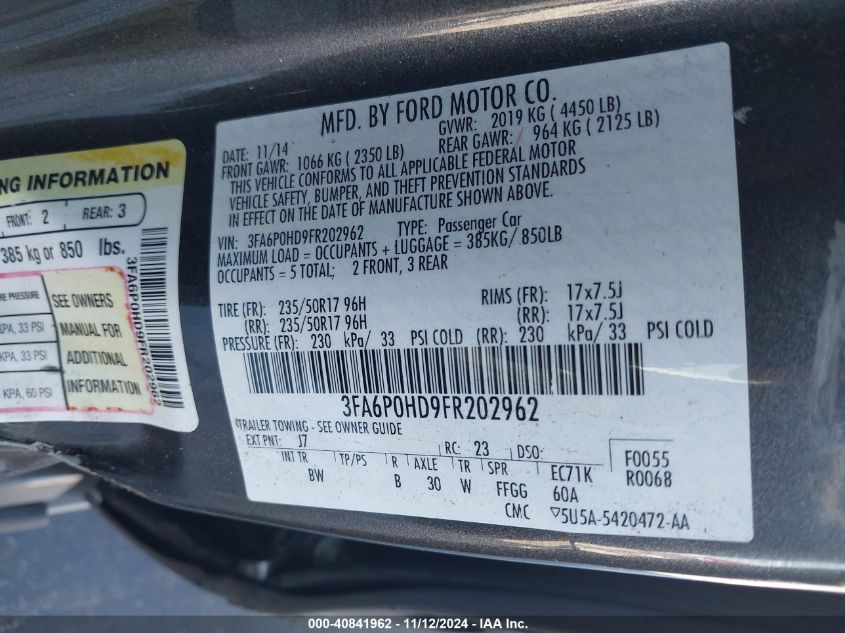 MFD. BY FORD MOTOR CO.
DATE: 11/14 GVWR: 2019 KG ( 4450 LB)
FRONT GAWR: 1066 KG ( 2350 LB) REAR GAWR: 964 KG ( 2125 LB)
THIS VEHICLE CONFORMS TO ALL APPLICABLE FEDERAL MOTOR
VEHICLE SAFETY, BUMPER, AND THEFT PREVENTION STANDARDS
IN EFFECT ON THE DATE OF MANUFACTURE SHOWN ABOVE.
VIN: 3FA6P0HD9FR202962 TYPE: Passenger Car
MAXIMUM LOAD = OCCUPANTS + LUGGAGE = 385KG/ 850LB
OCCUPANTS = 5 TOTAL; 2 FRONT, 3 REAR
TIRE (FR): 235/50R17 96H RIMS (FR): 17x7.5J
(RR): 235/50R17 96H (RR): 17x7.5J
PRESSURE (FR): 230 kPa/ 33 PSI COLD (RR): 230 kPa/ 33 PSI COLD
3FA6P0HD9FR202962
TRAILER TOWING - SEE OWNER GUIDE
EXT PNT: J7 RC: 23 DSO: F0055
INT TR TP/PS R AXLE TR SPR EC71K R0068
BW B 30 W FFGG 60A
CMC ▽5U5A-5420472-AA
NG INFORMATION
FRONT: 2 REAR: 3
385 kg or 850 lbs.
RE PRESSURE SEE OWNERS
KPA, 33 PSI MANUAL FOR
KPA, 33 PSI ADDITIONAL
KPA, 60 PSI INFORMATION
3FA6P0HD9FR202962
000-40841962 - 11/12/2024 - IAA Inc.